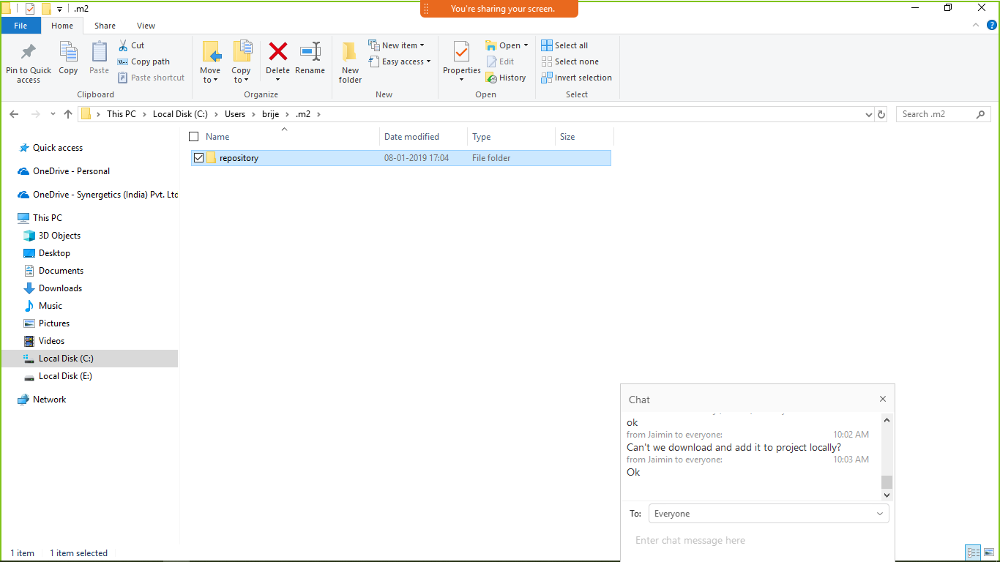 .m2
You're sharing your screen.
File Home Share View
Pin to Quick access
Copy
Paste
Cut
Copy path
Paste shortcut
Clipboard
Move to
Copy to
Delete
Rename
Organize
New folder
New item
Easy access
New
Properties
Open
Edit
History
Open
Select all
Select none
Invert selection
Select
This PC Local Disk (C:) Users brije .m2
Search .m2
Name Date modified Type Size
repository 08-01-2019 17:04 File folder
Quick access
OneDrive - Personal
OneDrive - Synergetics (India) Pvt. Ltd
This PC
3D Objects
Desktop
Documents
Downloads
Music
Pictures
Videos
Local Disk (C:)
Local Disk (E:)
Network
Chat
ok
from Jaimin to everyone: 10:02 AM
Can't we download and add it to project locally?
from Jaimin to everyone: 10:03 AM
Ok
To: Everyone
Enter chat message here
1 item 1 item selected